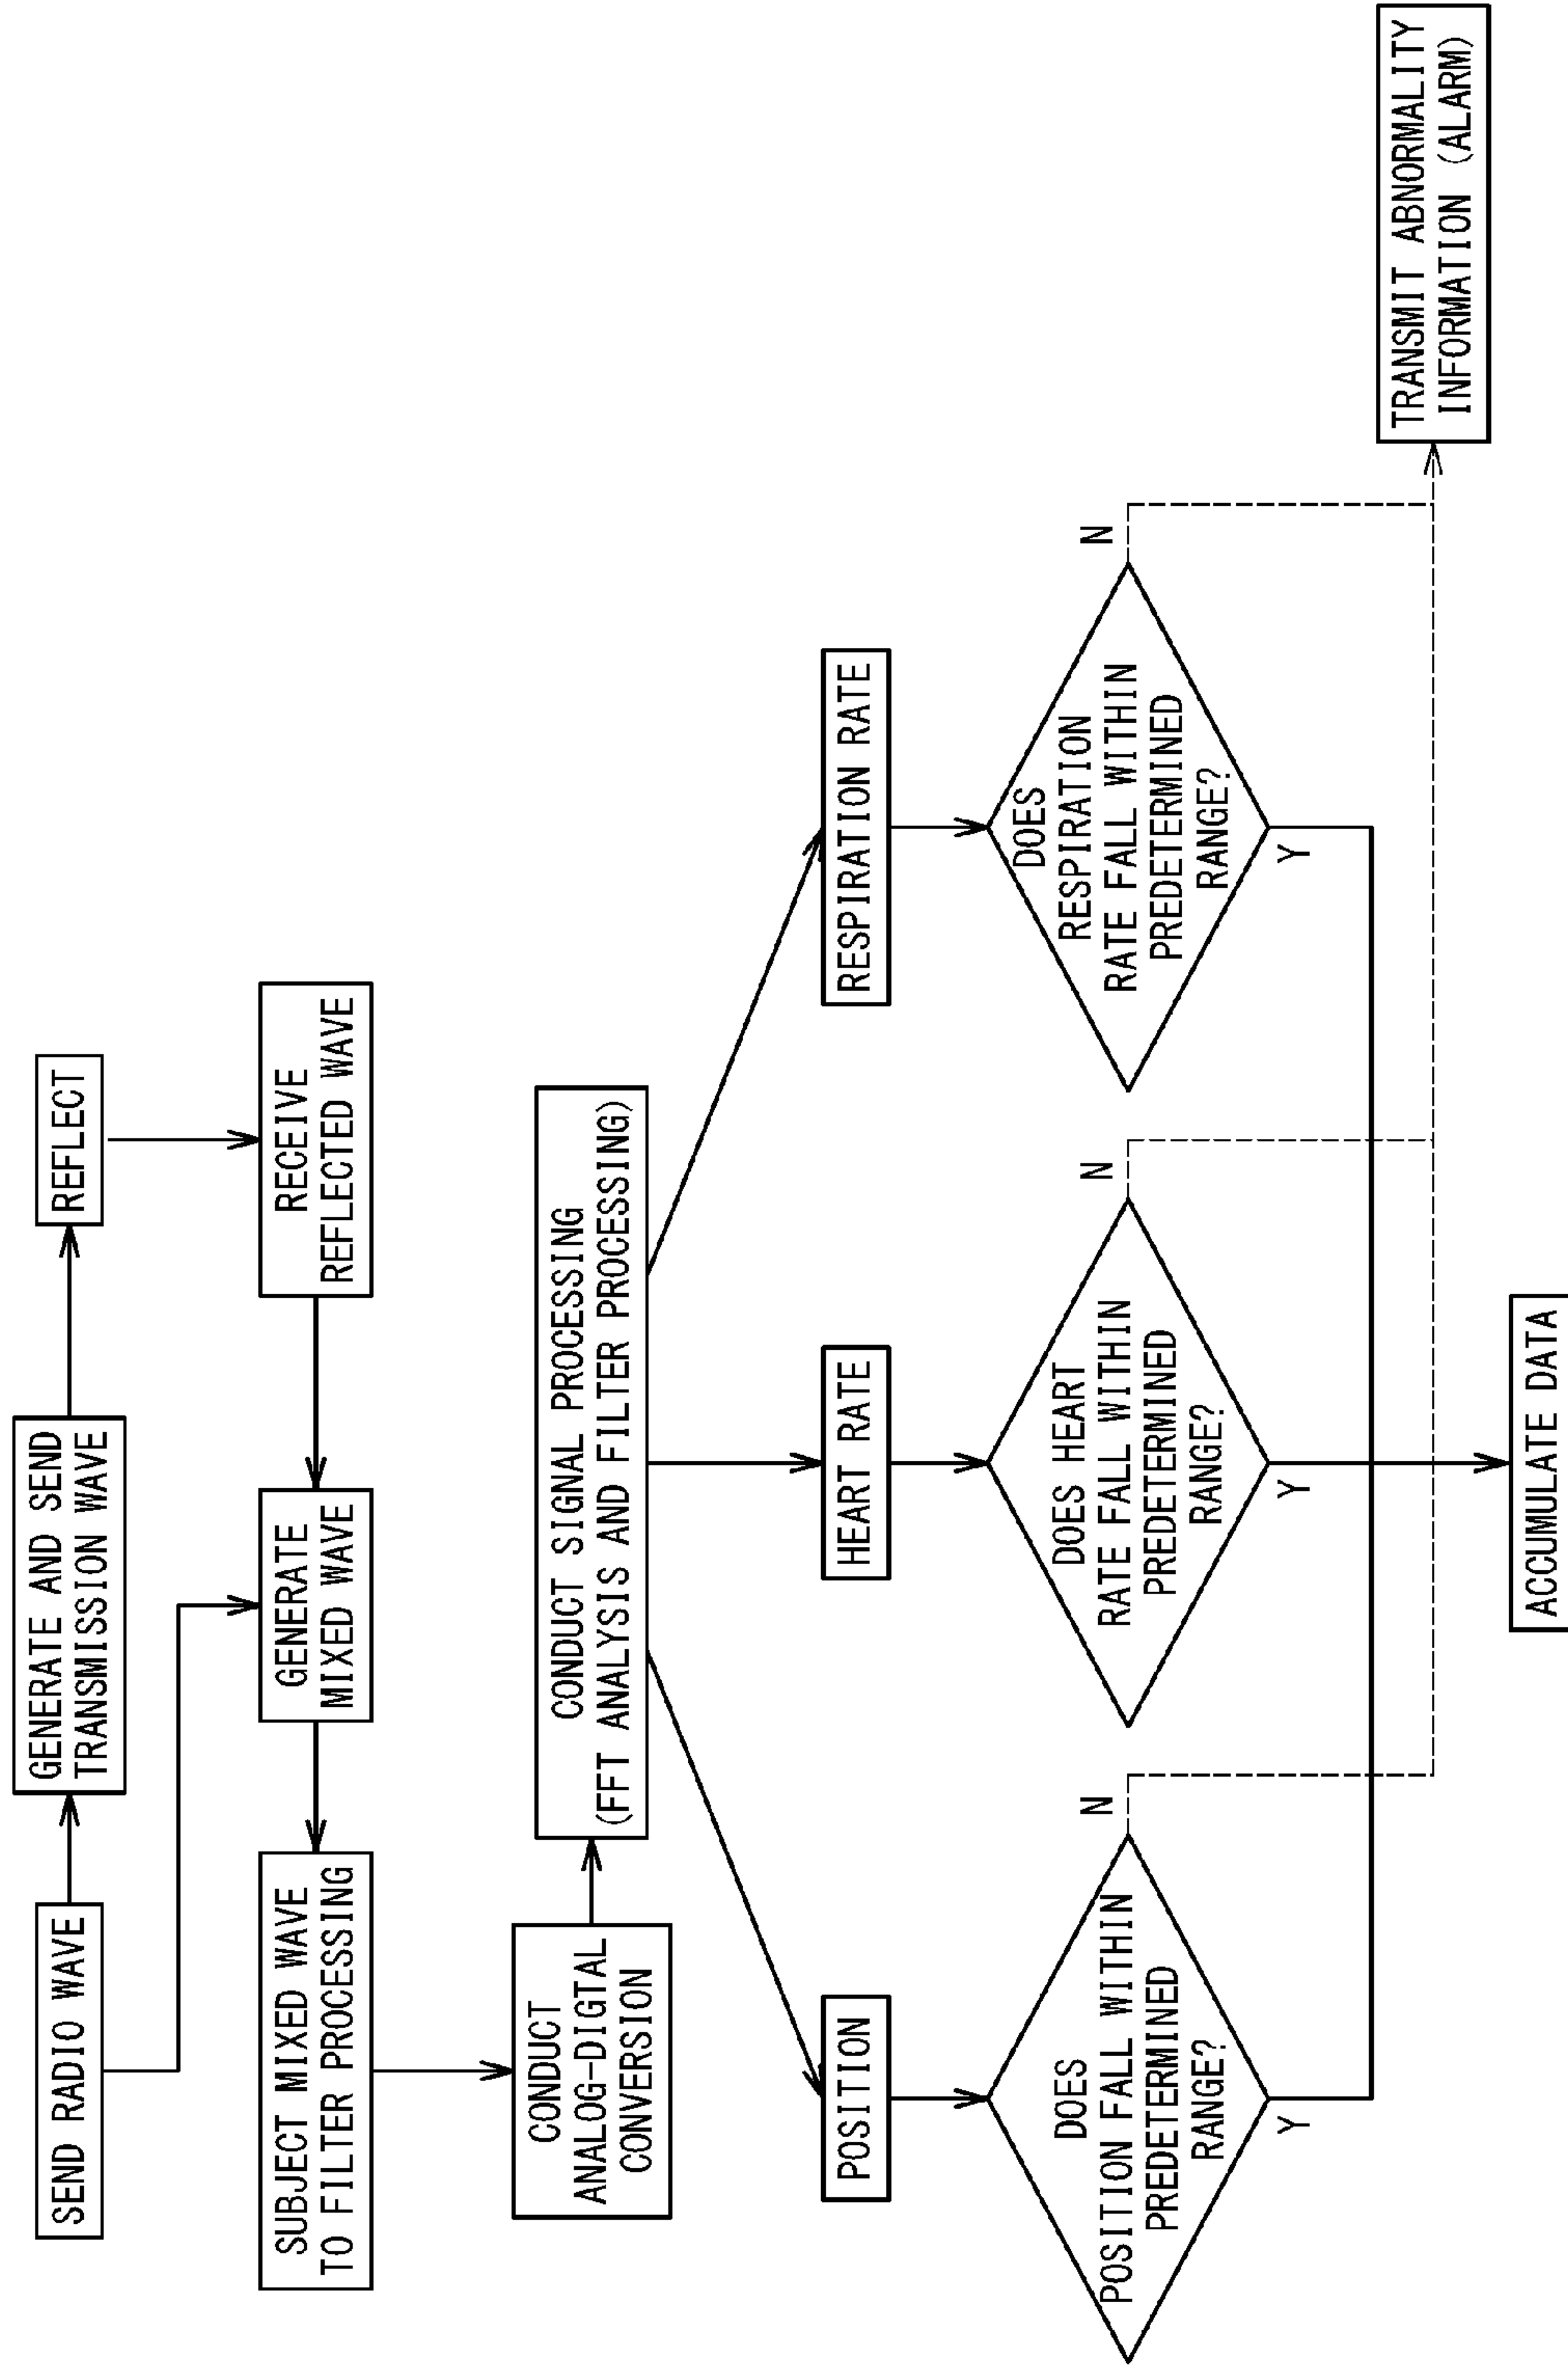 SEND RADIO WAVE
GENERATE AND SEND
TRANSMISSION WAVE
REFLECT
SUBJECT MIXED WAVE
TO FILTER PROCESSING
GENERATE
MIXED WAVE
RECEIVE
REFLECTED WAVE
CONDUCT
ANALOG-DIGTAL
CONVERSION
CONDUCT SIGNAL PROCESSING
(FFT ANALYSIS AND FILTER PROCESSING)
POSITION
HEART RATE
RESPIRATION RATE
DOES
POSITION FALL WITHIN
PREDETERMINED
RANGE?
N
Y
DOES HEART
RATE FALL WITHIN
PREDETERMINED
RANGE?
N
Y
DOES
RESPIRATION
RATE FALL WITHIN
PREDETERMINED
RANGE?
N
Y
TRANSMIT ABNORMALITY
INFORMATION (ALARM)
ACCUMULATE DATA